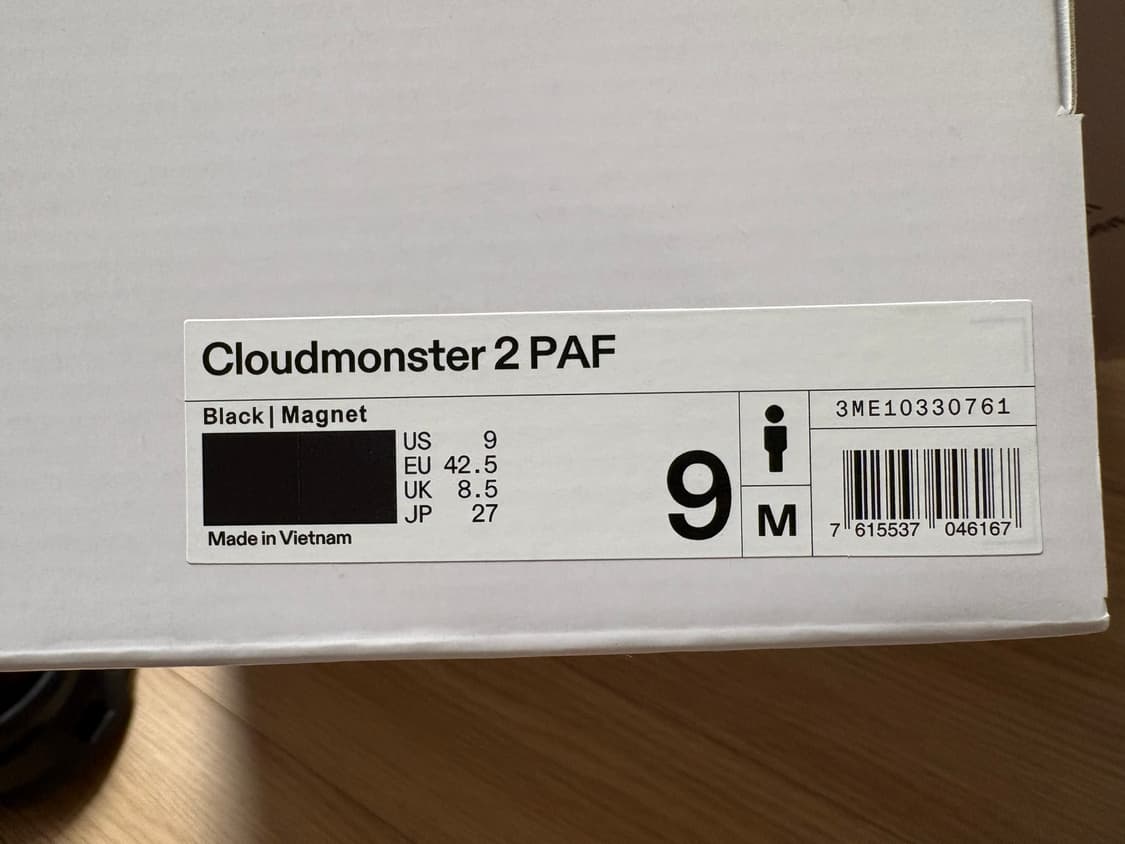 Cloudmonster 2 PAF
Black | Magnet
US 9
EU 42.5
UK 8.5
JP 27
Made in Vietnam
9
M
3ME10330761
7 615537 046167